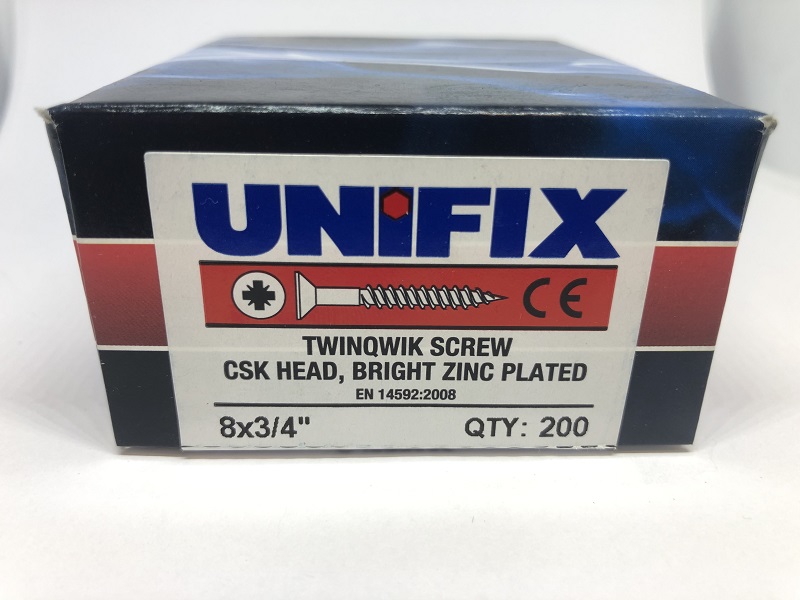 UNiFIX
CE
TWINQWIK SCREW
CSK HEAD, BRIGHT ZINC PLATED
EN 14592:2008
8x3/4" QTY: 200